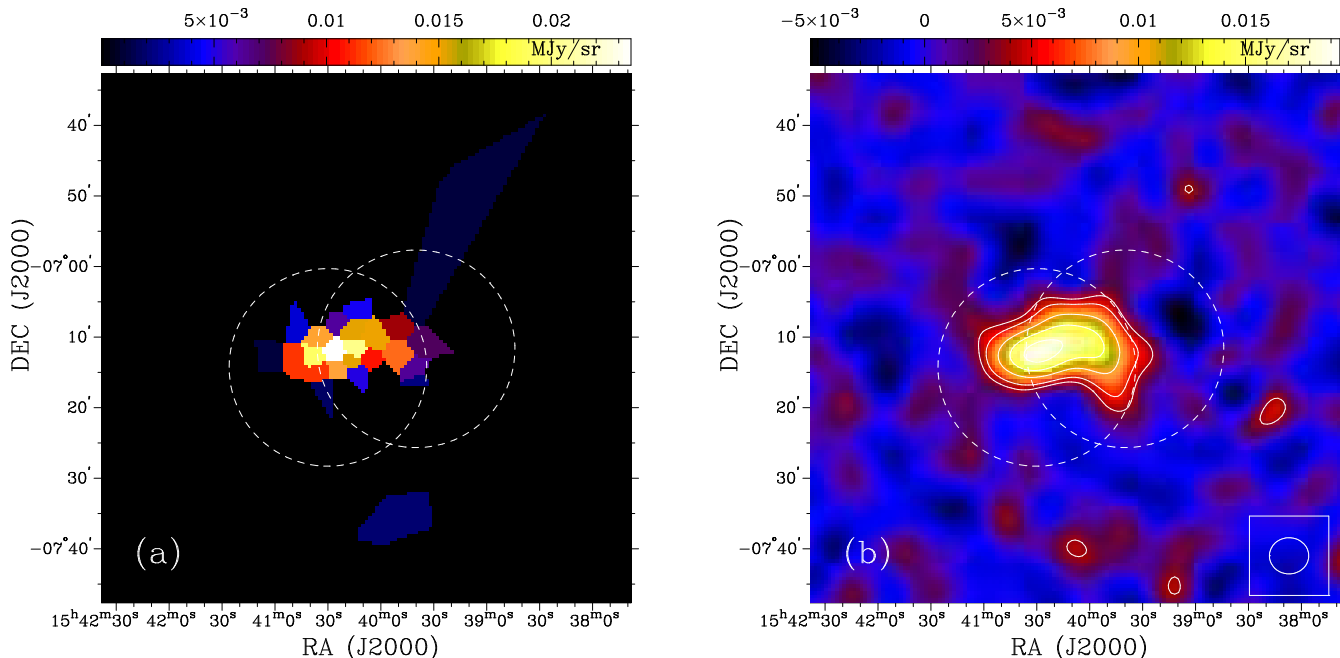 5×10⁻³ 0.01 0.015 0.02
MJy/sr
40′
50′
−07°00′
10′
20′
30′
−07°40′
DEC (J2000)
(a)
15ʰ42ᵐ30ˢ 42ᵐ0ˢ 30ˢ 41ᵐ0ˢ 30ˢ 40ᵐ0ˢ 30ˢ 39ᵐ0ˢ 30ˢ 38ᵐ0ˢ
RA (J2000)
−5×10⁻³ 0 5×10⁻³ 0.01 0.015
MJy/sr
40′
50′
−07°00′
10′
20′
30′
−07°40′
DEC (J2000)
(b)
15ʰ42ᵐ30ˢ 42ᵐ0ˢ 30ˢ 41ᵐ0ˢ 30ˢ 40ᵐ0ˢ 30ˢ 39ᵐ0ˢ 30ˢ 38ᵐ0ˢ
RA (J2000)